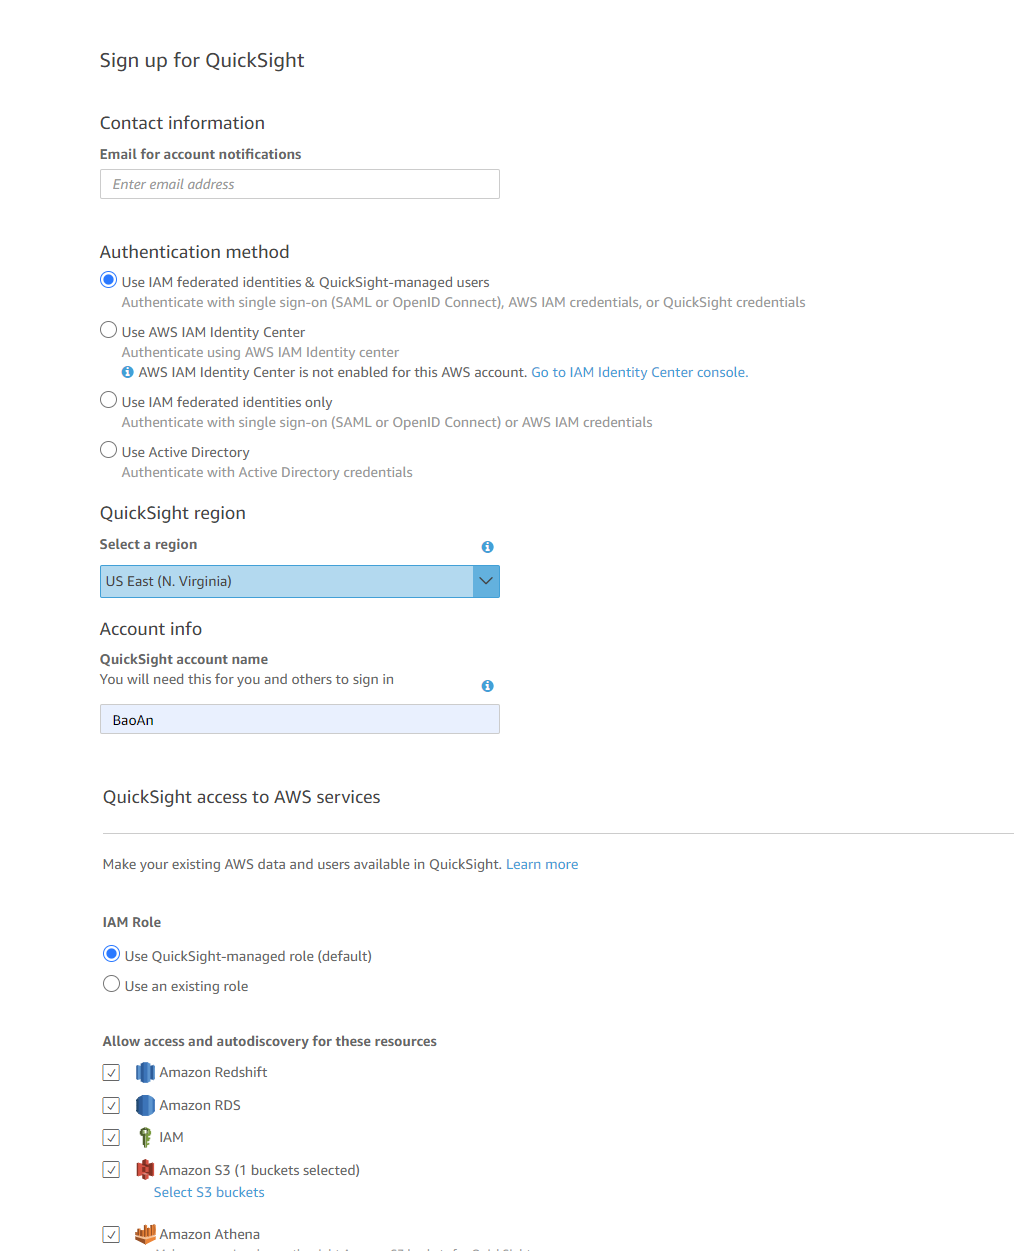 Sign up for QuickSight
Contact information
Email for account notifications
Enter email address
Authentication method
Use IAM federated identities & QuickSight-managed users
Authenticate with single sign-on (SAML or OpenID Connect), AWS IAM credentials, or QuickSight credentials
Use AWS IAM Identity Center
Authenticate using AWS IAM Identity center
AWS IAM Identity Center is not enabled for this AWS account. Go to IAM Identity Center console.
Use IAM federated identities only
Authenticate with single sign-on (SAML or OpenID Connect) or AWS IAM credentials
Use Active Directory
Authenticate with Active Directory credentials
QuickSight region
Select a region
US East (N. Virginia)
Account info
QuickSight account name
You will need this for you and others to sign in
BaoAn
QuickSight access to AWS services
Make your existing AWS data and users available in QuickSight. Learn more
IAM Role
Use QuickSight-managed role (default)
Use an existing role
Allow access and autodiscovery for these resources
Amazon Redshift
Amazon RDS
IAM
Amazon S3 (1 buckets selected)
Select S3 buckets
Amazon Athena